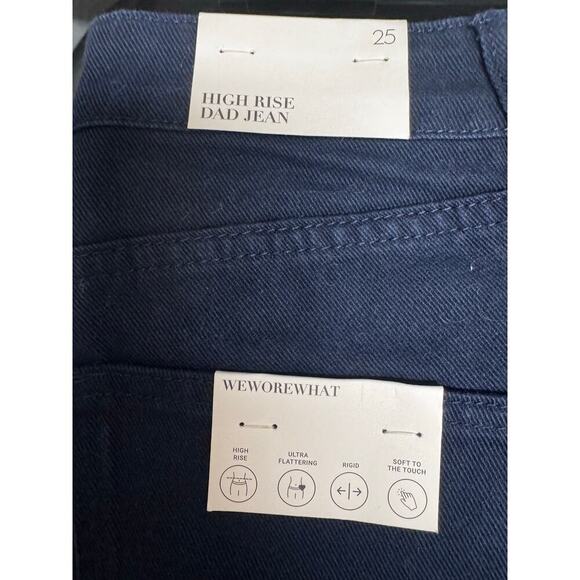 25
HIGH RISE
DAD JEAN
WEWOREWHAT
HIGH
RISE
ULTRA
FLATTERING
RIGID
SOFT TO
THE TOUCH